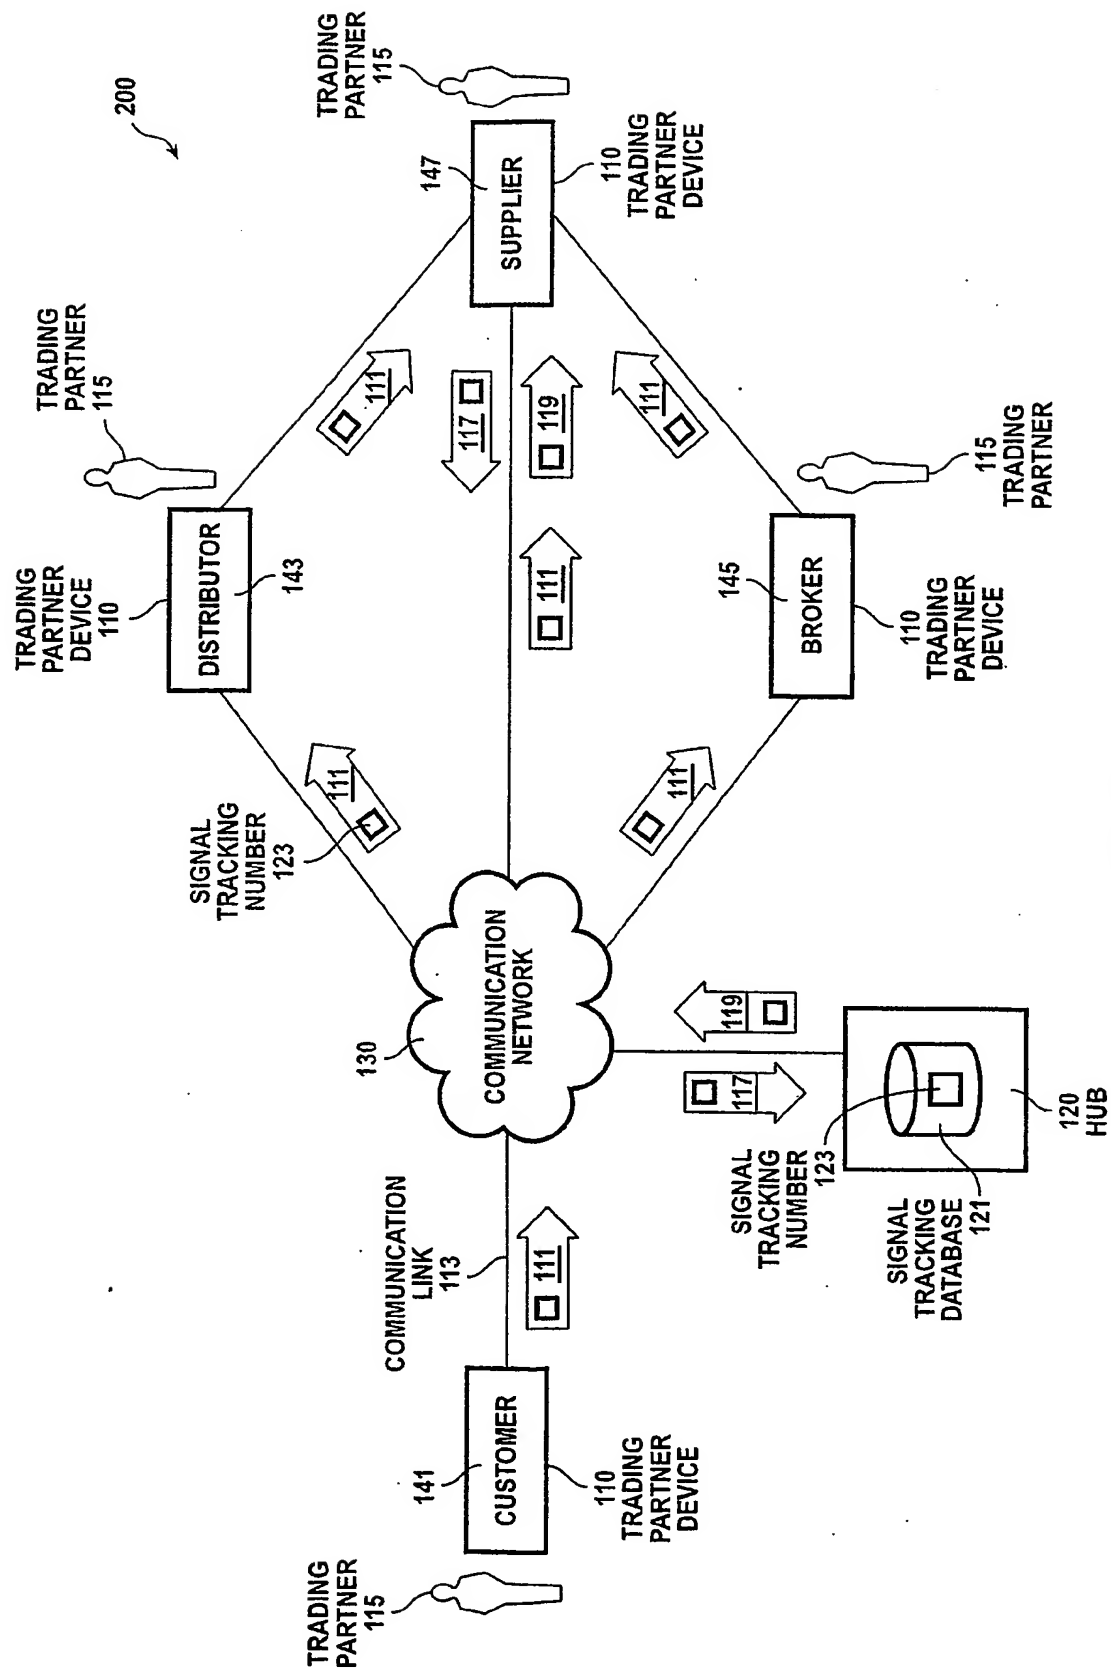 200
TRADING
PARTNER
DEVICE
110
TRADING
PARTNER
115
DISTRIBUTOR
143
SIGNAL
TRACKING
NUMBER
123
111
111
TRADING
PARTNER
115
TRADING
PARTNER
115
141
CUSTOMER
110
TRADING
PARTNER
DEVICE
COMMUNICATION
LINK
113
111
130
COMMUNICATION
NETWORK
117
119
111
147
SUPPLIER
110
TRADING
PARTNER
DEVICE
111
111
117
119
SIGNAL
TRACKING
NUMBER
123
SIGNAL
TRACKING
DATABASE
121
120
HUB
145
BROKER
110
TRADING
PARTNER
DEVICE
115
TRADING
PARTNER